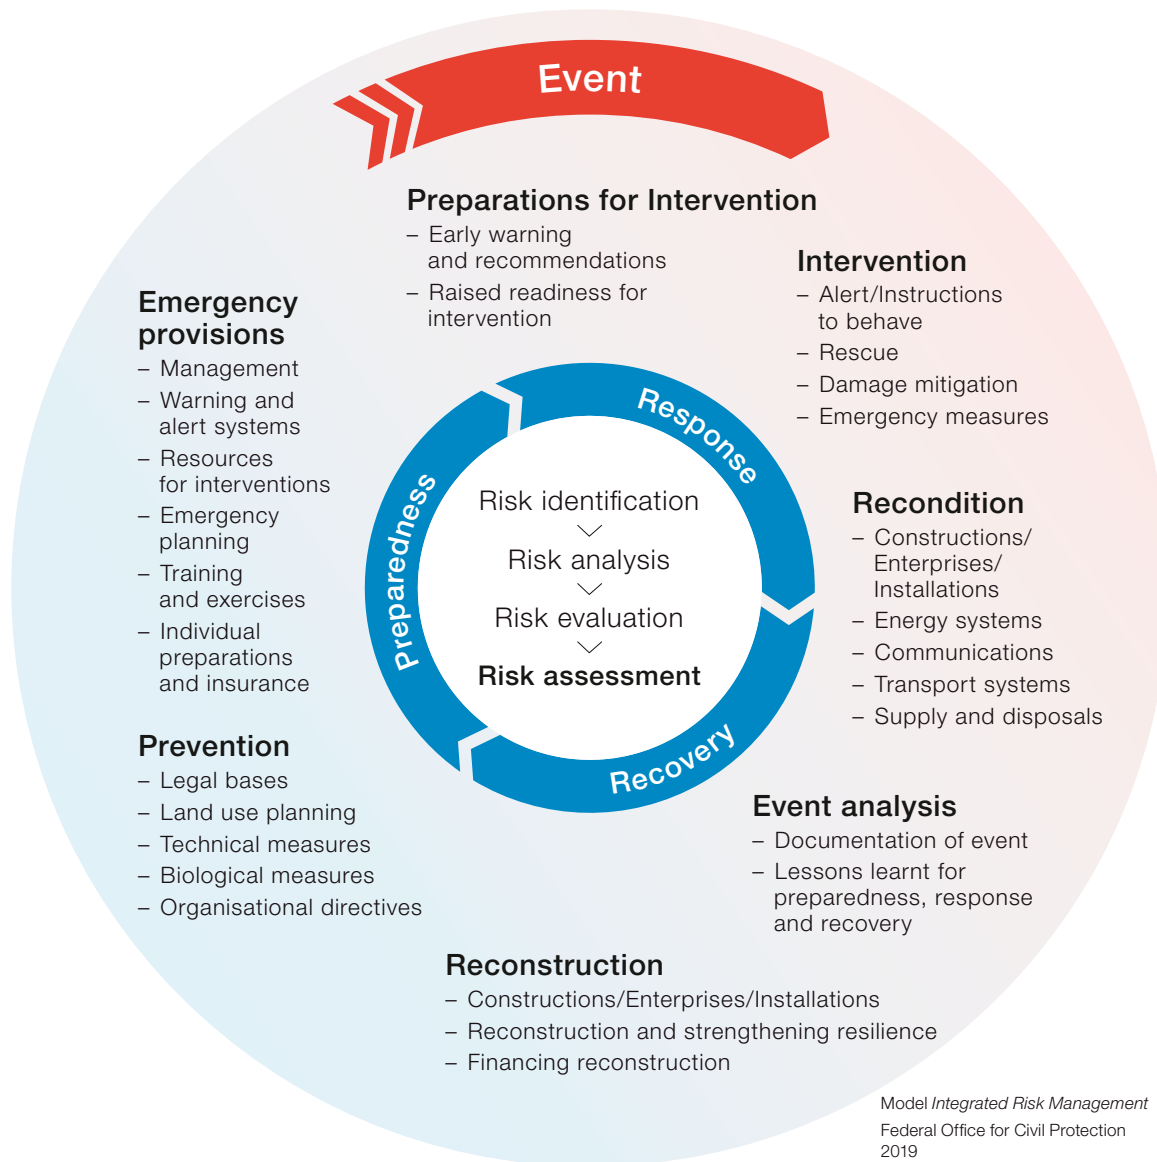 Event
Preparations for Intervention
– Early warning
and recommendations
– Raised readiness for
intervention
Intervention
– Alert/Instructions
to behave
– Rescue
– Damage mitigation
– Emergency measures
Emergency
provisions
– Management
– Warning and
alert systems
– Resources
for interventions
– Emergency
planning
– Training
and exercises
– Individual
preparations
and insurance
Response
Preparedness
Recovery
Risk identification
Risk analysis
Risk evaluation
Risk assessment
Recondition
– Constructions/
Enterprises/
Installations
– Energy systems
– Communications
– Transport systems
– Supply and disposals
Prevention
– Legal bases
– Land use planning
– Technical measures
– Biological measures
– Organisational directives
Event analysis
– Documentation of event
– Lessons learnt for
preparedness, response
and recovery
Reconstruction
– Constructions/Enterprises/Installations
– Reconstruction and strengthening resilience
– Financing reconstruction
Model Integrated Risk Management
Federal Office for Civil Protection
2019